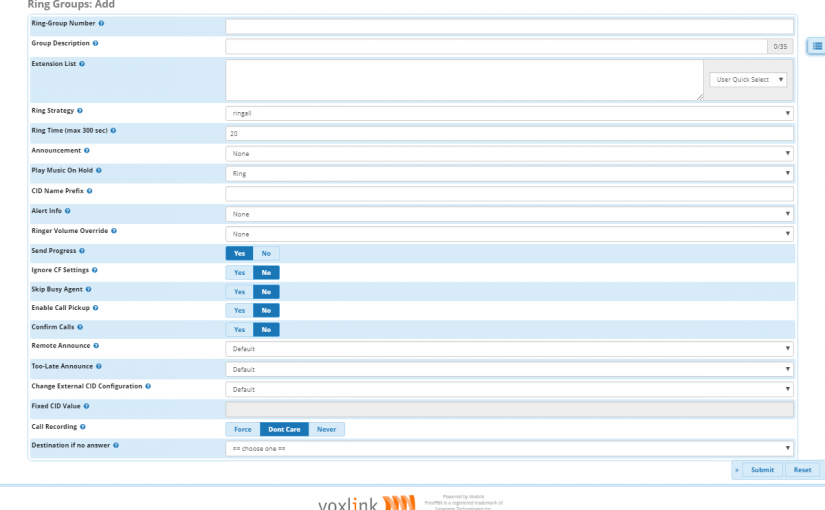 Ring Groups: Add
Ring-Group Number
Group Description 0/35
Extension List
User Quick Select
Ring Strategy ringall
Ring Time (max 300 sec) 20
Announcement None
Play Music On Hold Ring
CID Name Prefix
Alert Info None
Ringer Volume Override None
Send Progress Yes No
Ignore CF Settings Yes No
Skip Busy Agent Yes No
Enable Call Pickup Yes No
Confirm Calls Yes No
Remote Announce Default
Too-Late Announce Default
Change External CID Configuration Default
Fixed CID Value
Call Recording Force Dont Care Never
Destination if no answer == choose one ==
» Submit Reset
voxlink
Powered by Voxlink
FreePBX is a registered trademark of